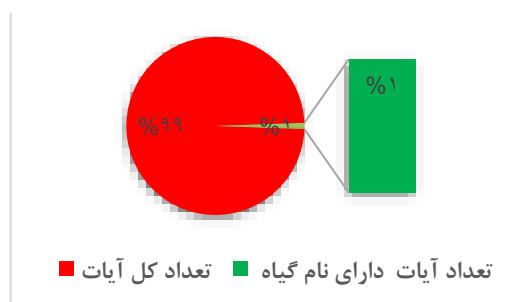 %۱
%۹۹
%۱
تعداد کل آیات
تعداد آیات دارای نام گیاه